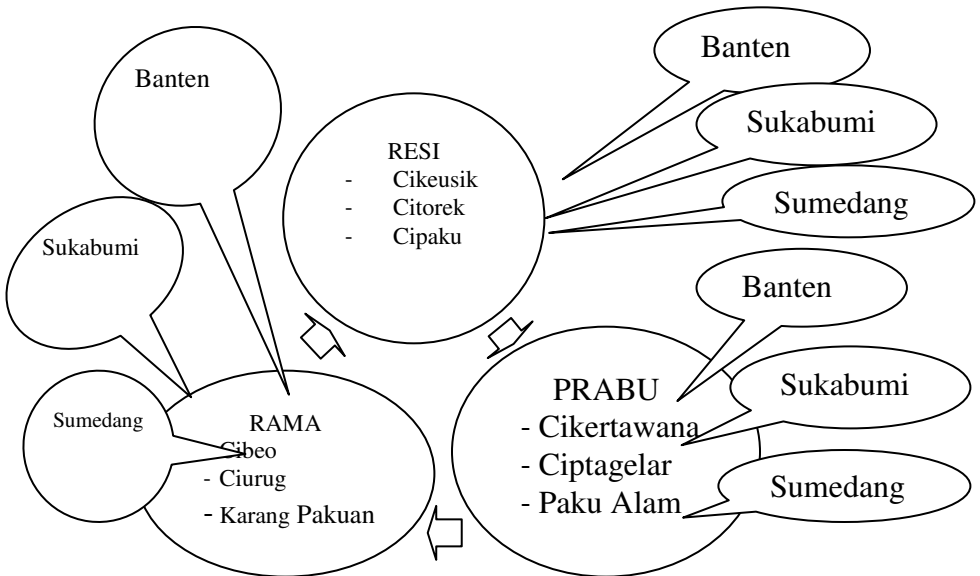 Banten
Banten
Sukabumi
RESI
- Cikeusik
- Citorek
- Cipaku
Sumedang
Sukabumi
Banten
PRABU
- Cikertawana
- Ciptagelar
- Paku Alam
Sukabumi
Sumedang
Sumedang
RAMA
- Cibeo
- Ciurug
- Karang Pakuan